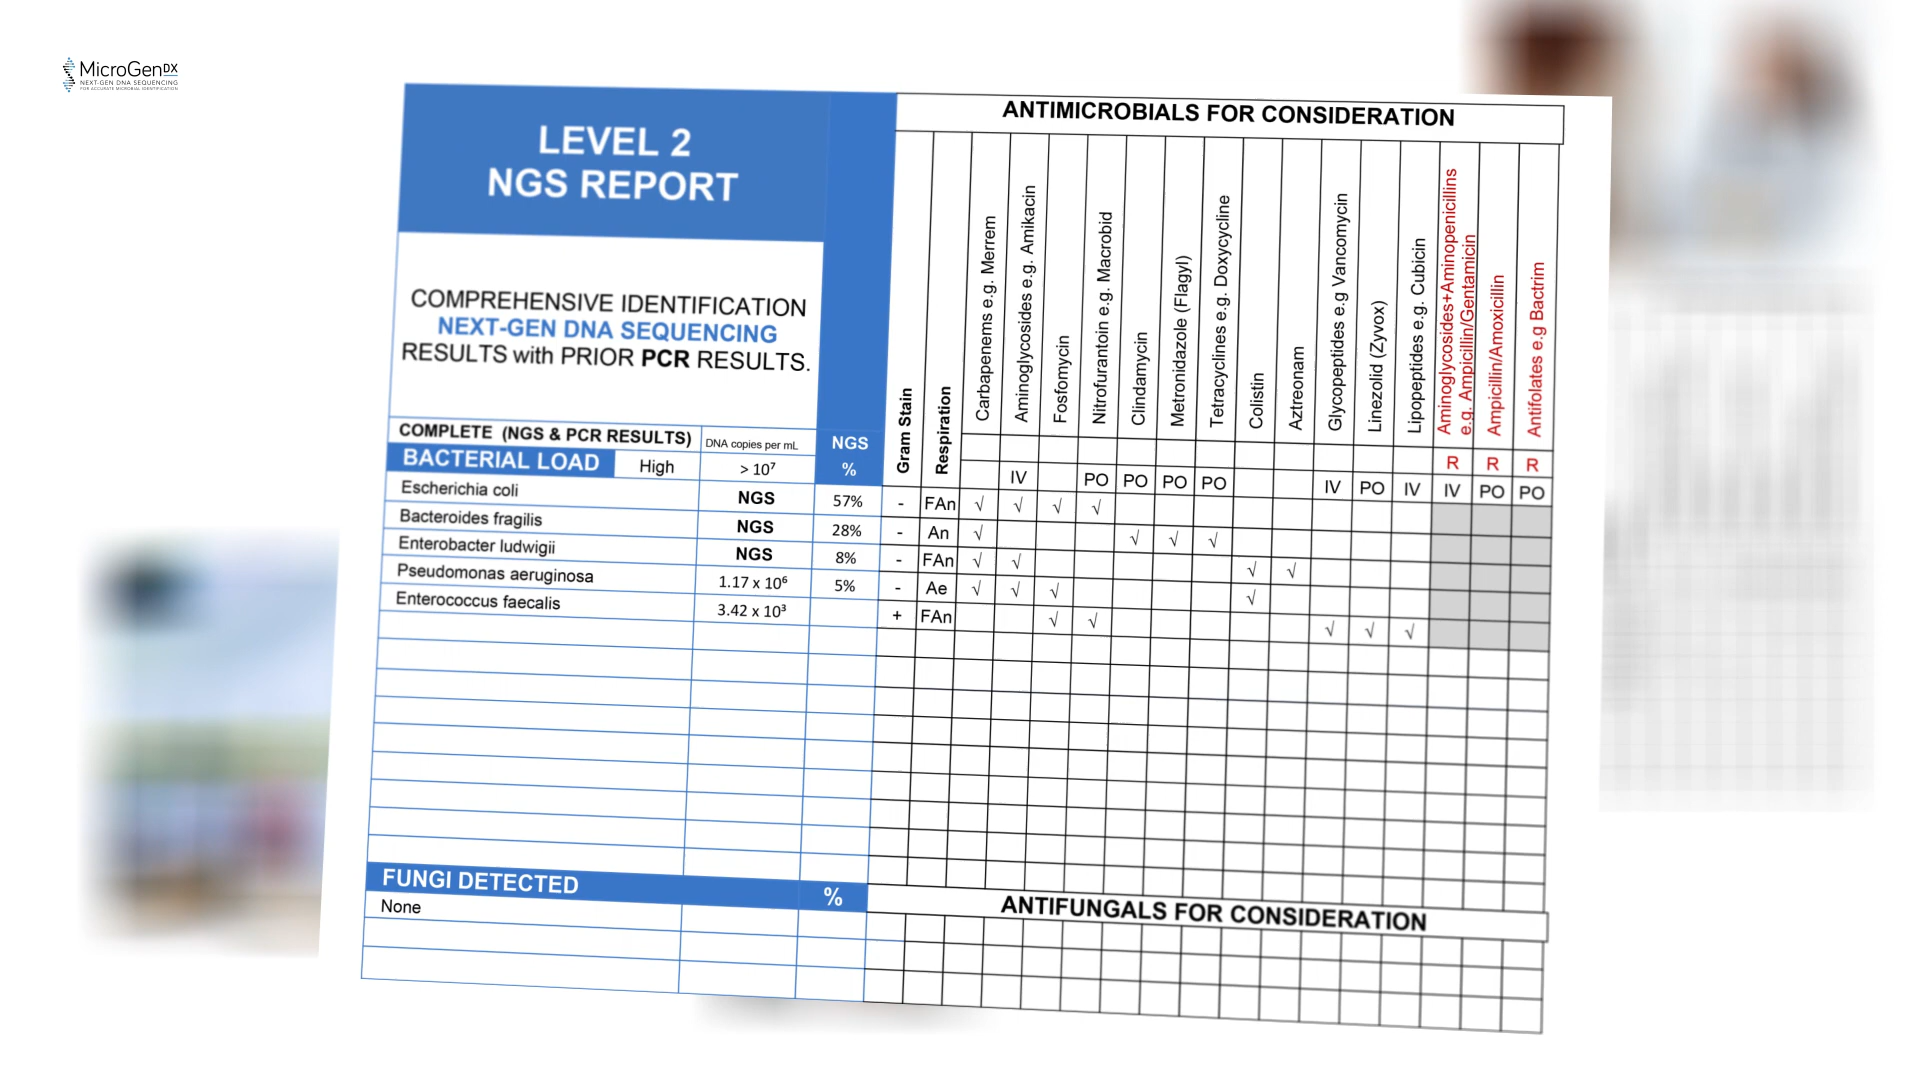 MicroGenDX
NEXT-GEN DNA SEQUENCING
FOR ACCURATE MICROBIAL IDENTIFICATION
LEVEL 2
NGS REPORT
COMPREHENSIVE IDENTIFICATION
NEXT-GEN DNA SEQUENCING
RESULTS with PRIOR PCR RESULTS.
ANTIMICROBIALS FOR CONSIDERATION
Gram Stain
Respiration
Carbapenems e.g. Merrem
Aminoglycosides e.g. Amikacin
Fosfomycin
Nitrofurantoin e.g. Macrobid
Clindamycin
Metronidazole (Flagyl)
Tetracyclines e.g. Doxycycline
Colistin
Aztreonam
Glycopeptides e.g Vancomycin
Linezolid (Zyvox)
Lipopeptides e.g. Cubicin
Aminoglycosides+Aminopenicillins
e.g. Ampicillin/Gentamicin
Ampicillin/Amoxicillin
Antifolates e.g Bactrim
COMPLETE (NGS & PCR RESULTS) DNA copies per mL NGS
R R R
BACTERIAL LOAD High > 10⁷ %
IV PO PO PO PO IV PO IV IV PO PO
Escherichia coli NGS 57% - FAn √ √ √ √
Bacteroides fragilis NGS 28% - An √ √ √ √
Enterobacter ludwigii NGS 8% - FAn √ √ √ √
Pseudomonas aeruginosa 1.17 x 10⁶ 5% - Ae √ √ √ √
Enterococcus faecalis 3.42 x 10³ + FAn √ √ √ √ √
FUNGI DETECTED %
None
ANTIFUNGALS FOR CONSIDERATION